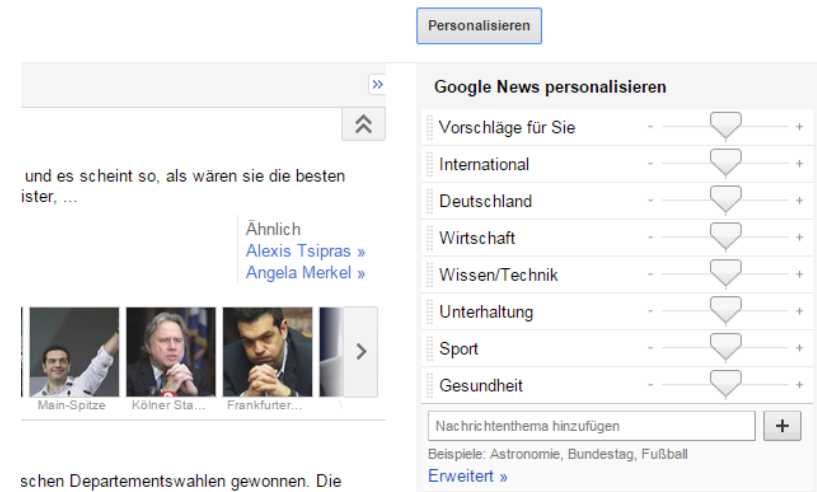 Personalisieren
»
und es scheint so, als wären sie die besten
ister, ...
Ähnlich
Alexis Tsipras »
Angela Merkel »
Main-Spitze
Kölner Sta...
Frankfurter...
schen Departementswahlen gewonnen. Die
Google News personalisieren
Vorschläge für Sie - +
International - +
Deutschland - +
Wirtschaft - +
Wissen/Technik - +
Unterhaltung - +
Sport - +
Gesundheit - +
Nachrichtenthema hinzufügen +
Beispiele: Astronomie, Bundestag, Fußball
Erweitert »